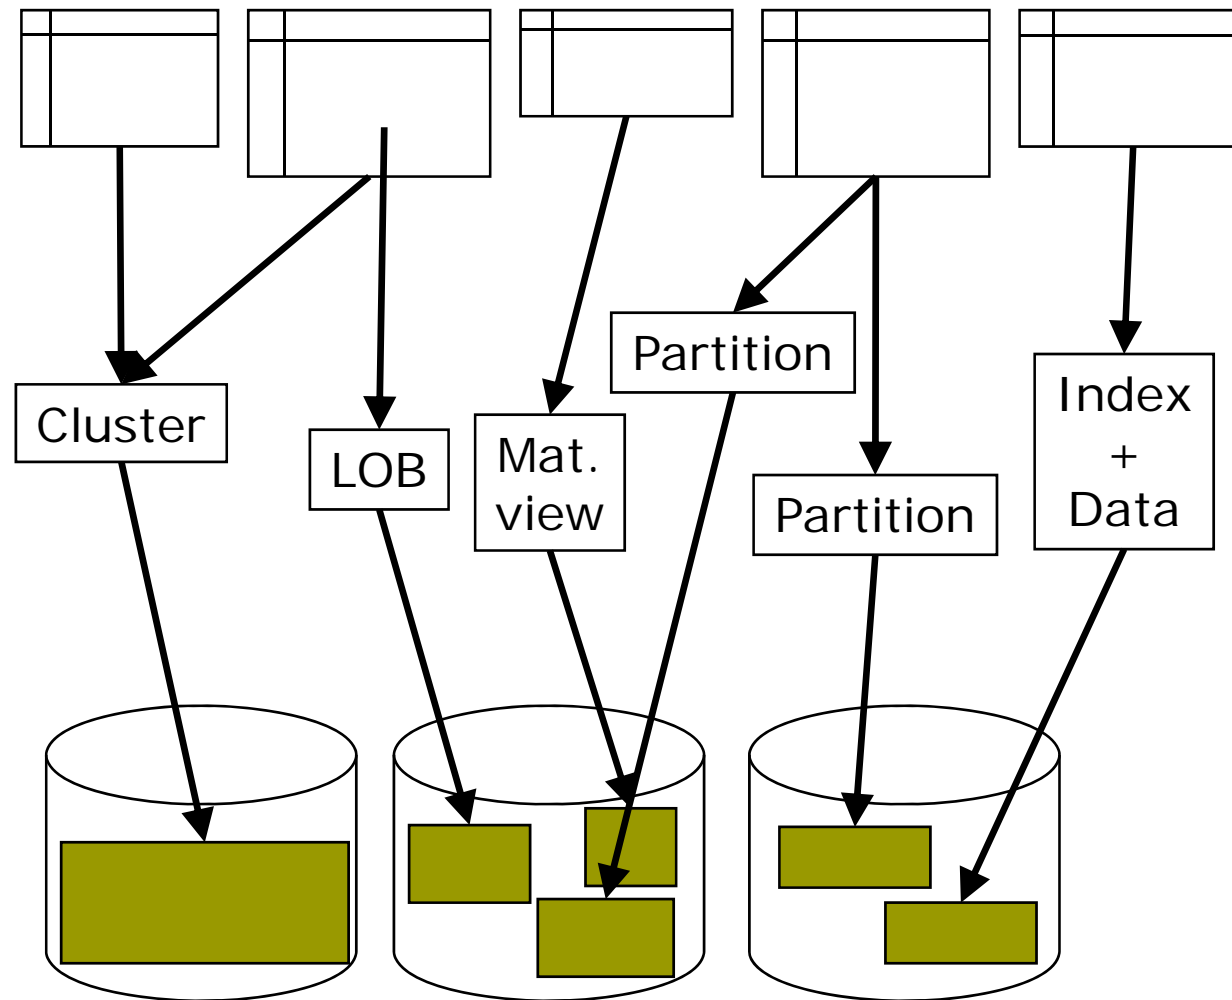 Partition
Index
+
Data
Cluster
LOB
Mat.
view
Partition